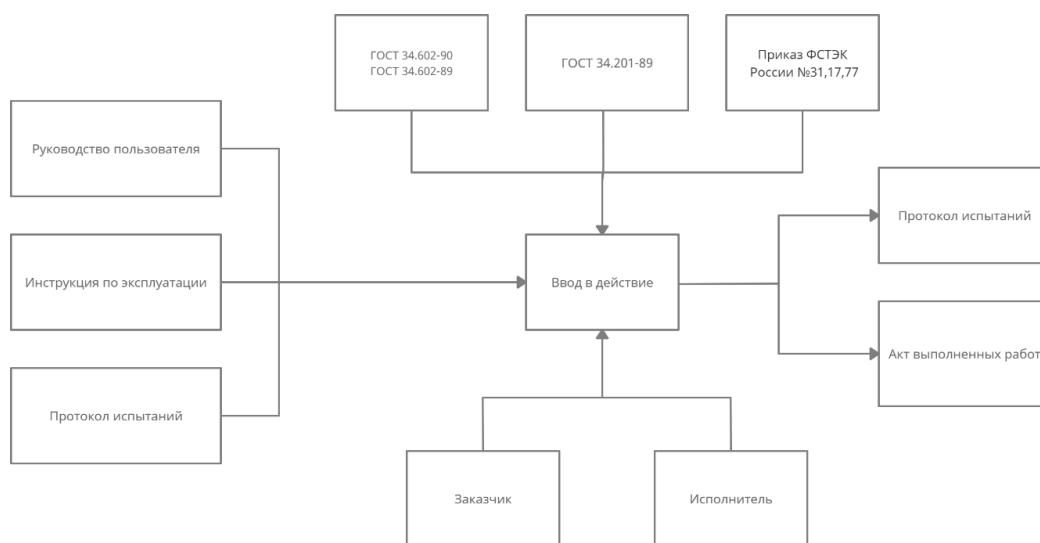 ГОСТ 34.602-90
ГОСТ 34.602-89
ГОСТ 34.201-89
Приказ ФСТЭК
России №31,17,77
Руководство пользователя
Протокол испытаний
Инструкция по эксплуатации
Ввод в действие
Акт выполненных работ
Протокол испытаний
Заказчик
Исполнитель